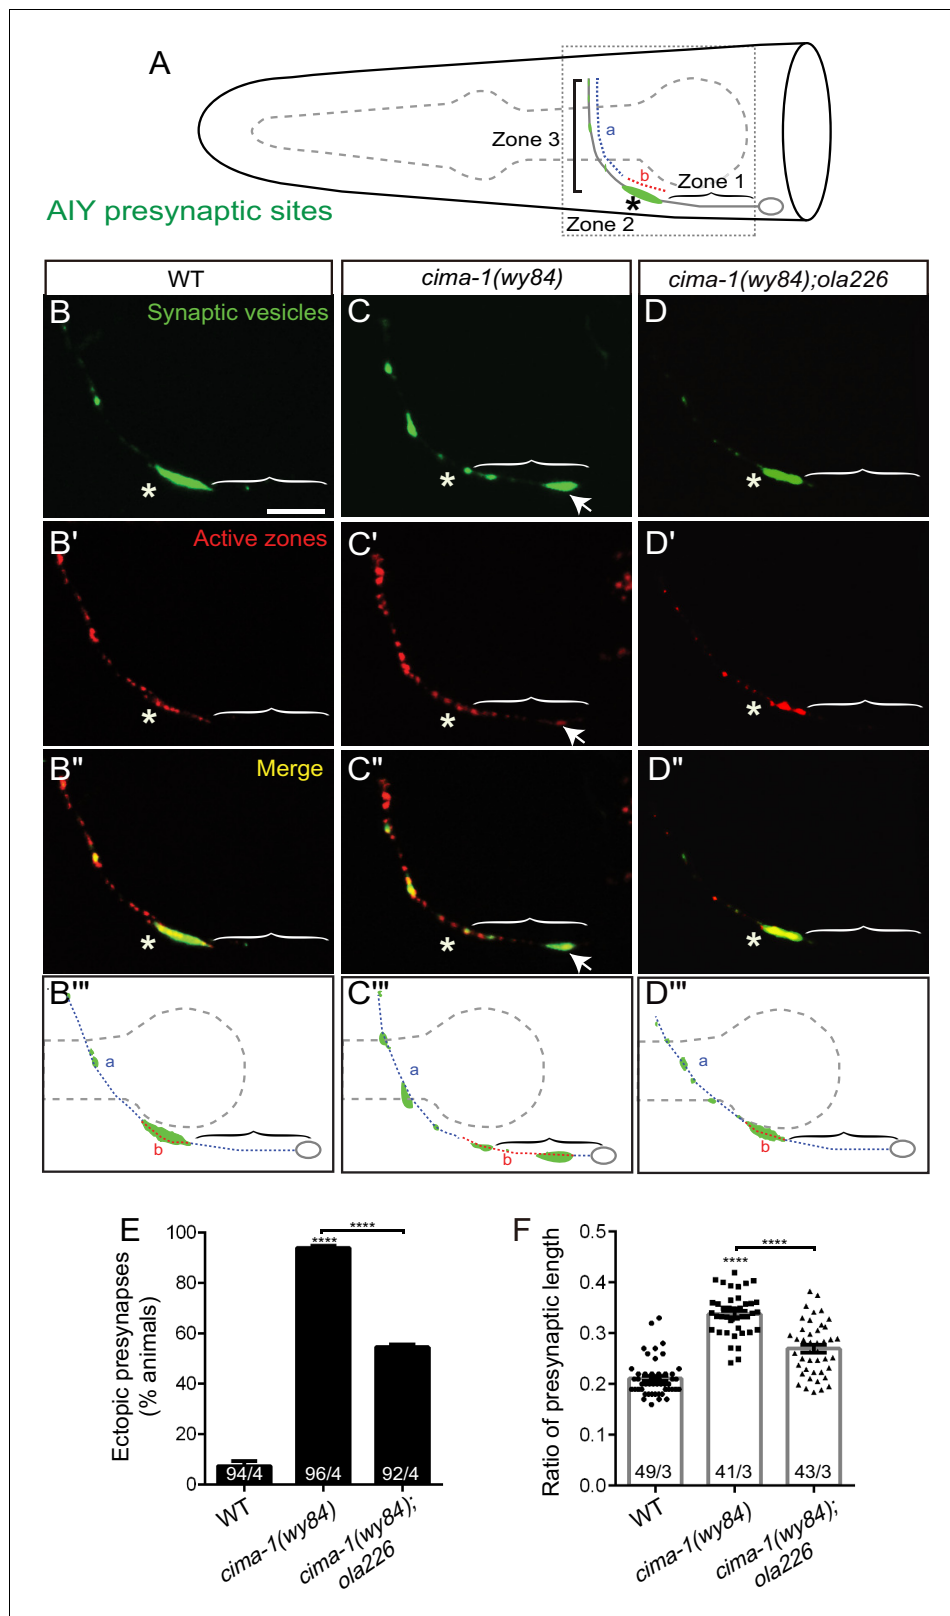 A
Zone 3
a
b
Zone 1
*
Zone 2
AIY presynaptic sites
WT
cima-1(wy84)
cima-1(wy84);ola226
B
Synaptic vesicles
*
C
*
D
*
B'
Active zones
*
C'
*
D'
*
B"
Merge
*
C"
*
D"
*
B'''
a
b
C'''
a
b
D'''
a
b
E
Ectopic presynapses
(% animals)
100
80
60
40
20
0
****
****
94/4
96/4
92/4
WT
cima-1(wy84)
cima-1(wy84);
ola226
F
Ratio of presynaptic length
0.5
0.4
0.3
0.2
0.1
0.0
****
****
49/3
41/3
43/3
WT
cima-1(wy84)
cima-1(wy84);
ola226